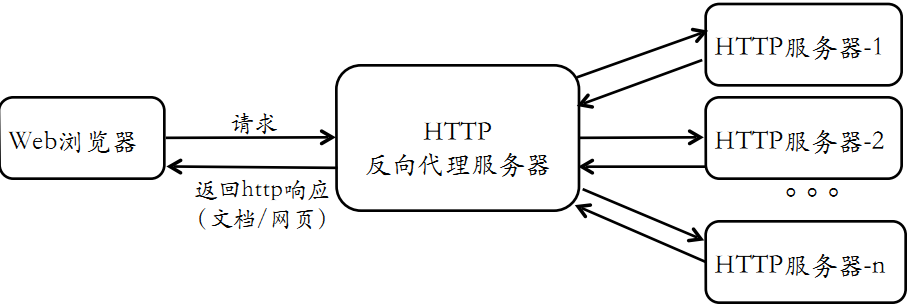 Web浏览器
请求
返回http响应
（文档/网页）
HTTP
反向代理服务器
HTTP服务器-1
HTTP服务器-2
。。。
HTTP服务器-n